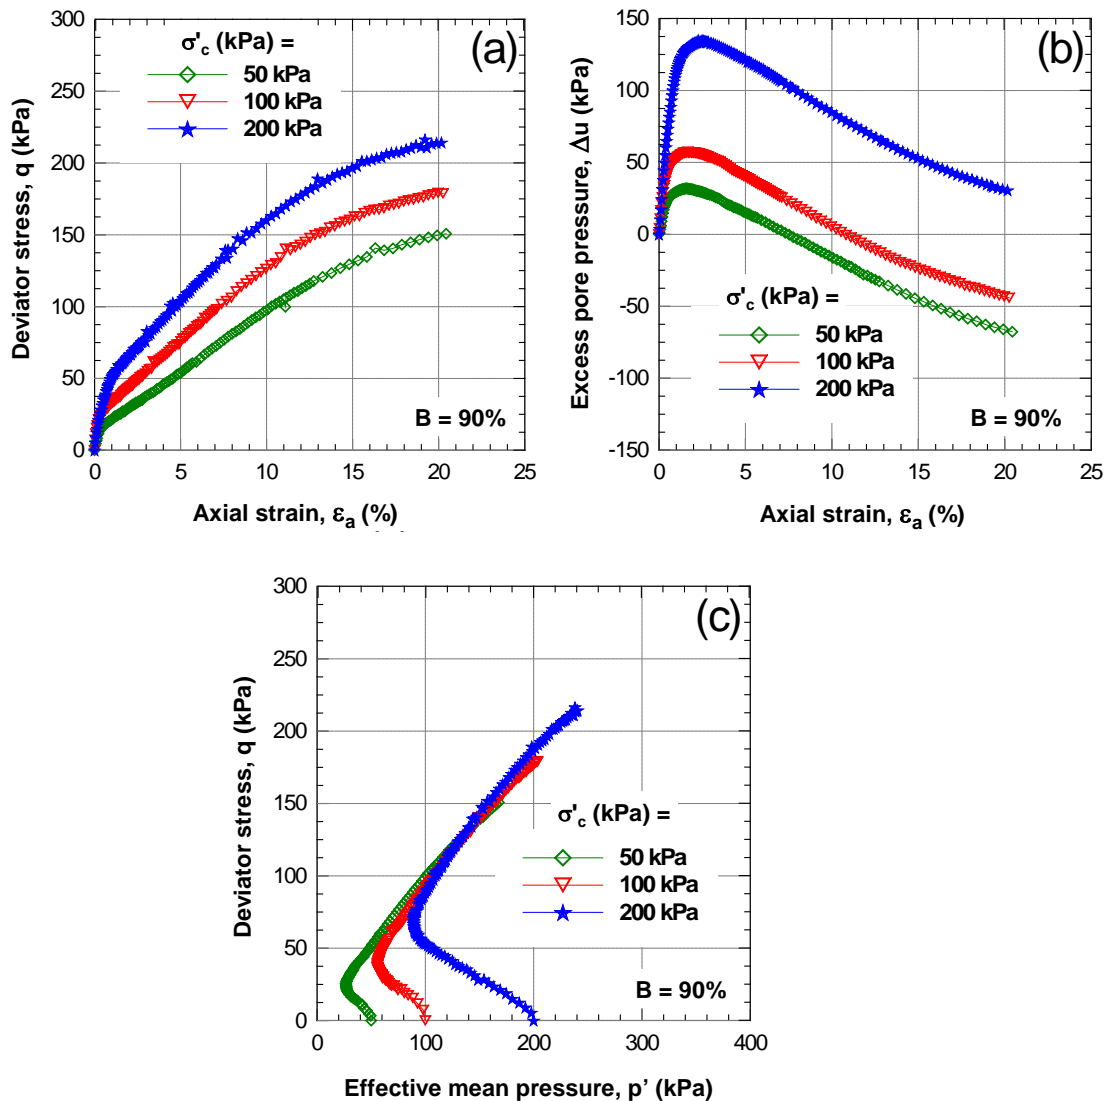 (a)
σ'c (kPa) =
50 kPa
100 kPa
200 kPa
B = 90%
Deviator stress, q (kPa)
300
250
200
150
100
50
0
0 5 10 15 20 25
Axial strain, εa (%)
(b)
σ'c (kPa) =
50 kPa
100 kPa
200 kPa
B = 90%
Excess pore pressure, Δu (kPa)
150
100
50
0
-50
-100
-150
0 5 10 15 20 25
Axial strain, εa (%)
(c)
σ'c (kPa) =
50 kPa
100 kPa
200 kPa
B = 90%
Deviator stress, q (kPa)
300
250
200
150
100
50
0
0 100 200 300 400
Effective mean pressure, p' (kPa)